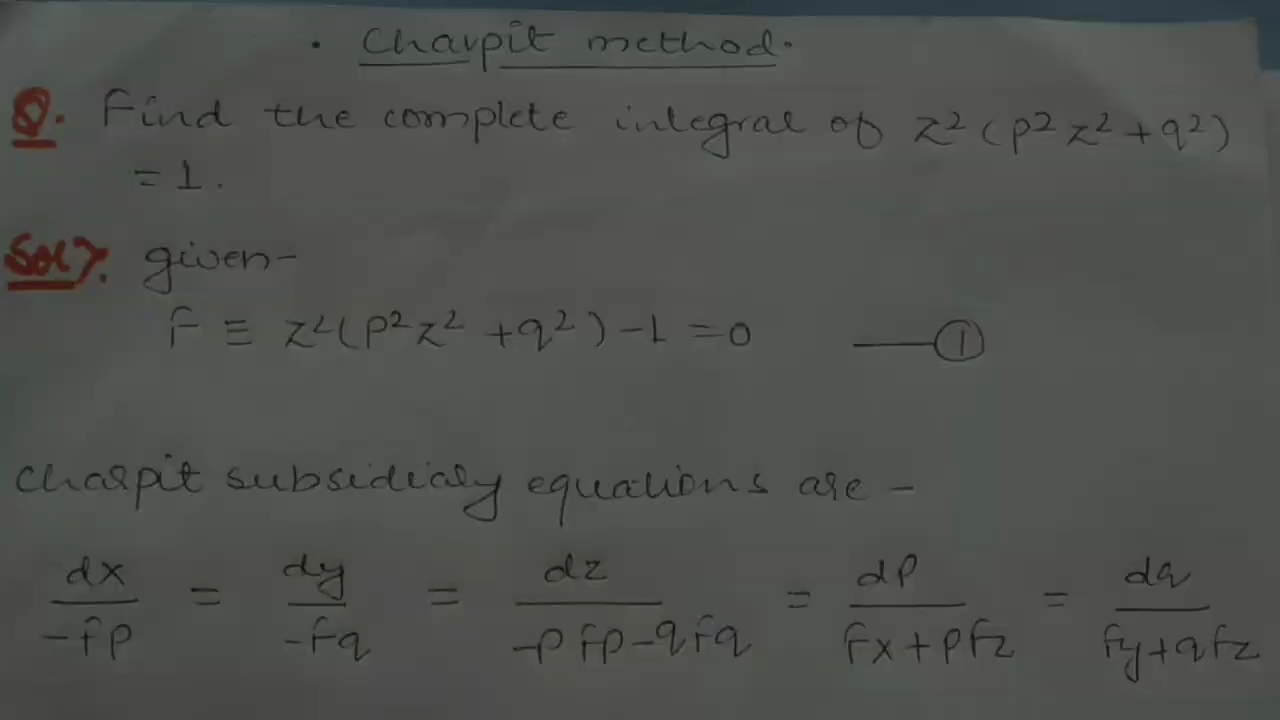 . Charpit method.
Q. Find the complete integral of z²(p²z²+q²)
= 1.
Sol). given-
F ≡ z²(p²z² +q²)-1 =0 —①
Charpit subsidiary equations are -
dx/-fp = dy/-fq = dz/-pfp-qfq = dp/fx+pfz = dq/fy+qfz